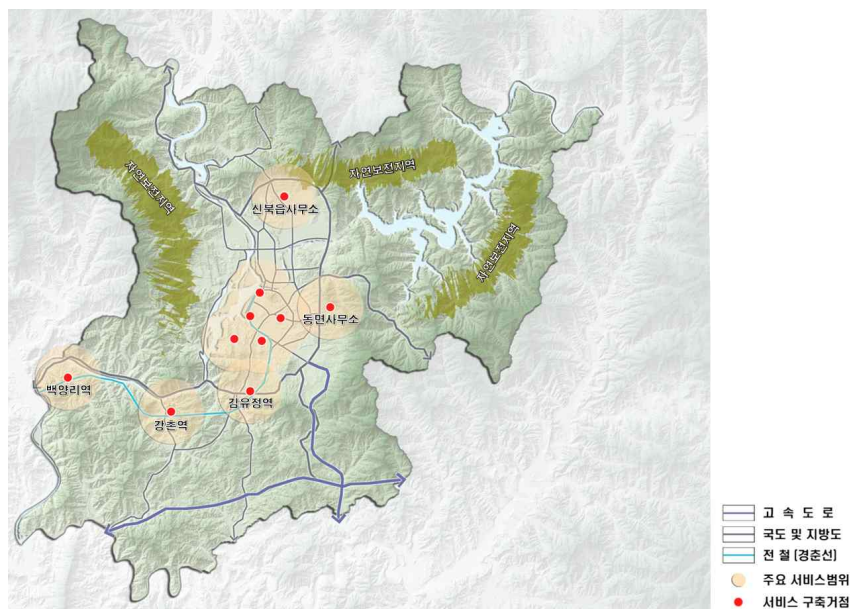 자연보전지역
자연보전지역
신북읍사무소
자연보전지역
동면사무소
백양리역
김유정역
강촌역
고 속 도 로
국도 및 지방도
전 철 (경춘선)
주요 서비스범위
서비스 구축거점